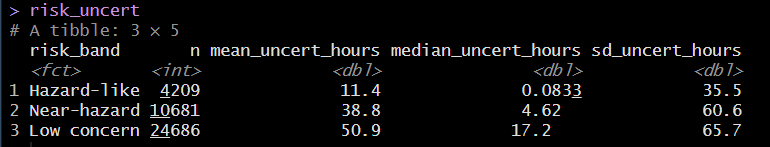 > risk_uncert
# A tibble: 3 × 5
  risk_band        n mean_uncert_hours median_uncert_hours sd_uncert_hours
  <fct>        <int>             <dbl>               <dbl>           <dbl>
1 Hazard-like   4209              11.4              0.0833            35.5
2 Near-hazard  10681              38.8              4.62              60.6
3 Low concern  24686              50.9             17.2               65.7